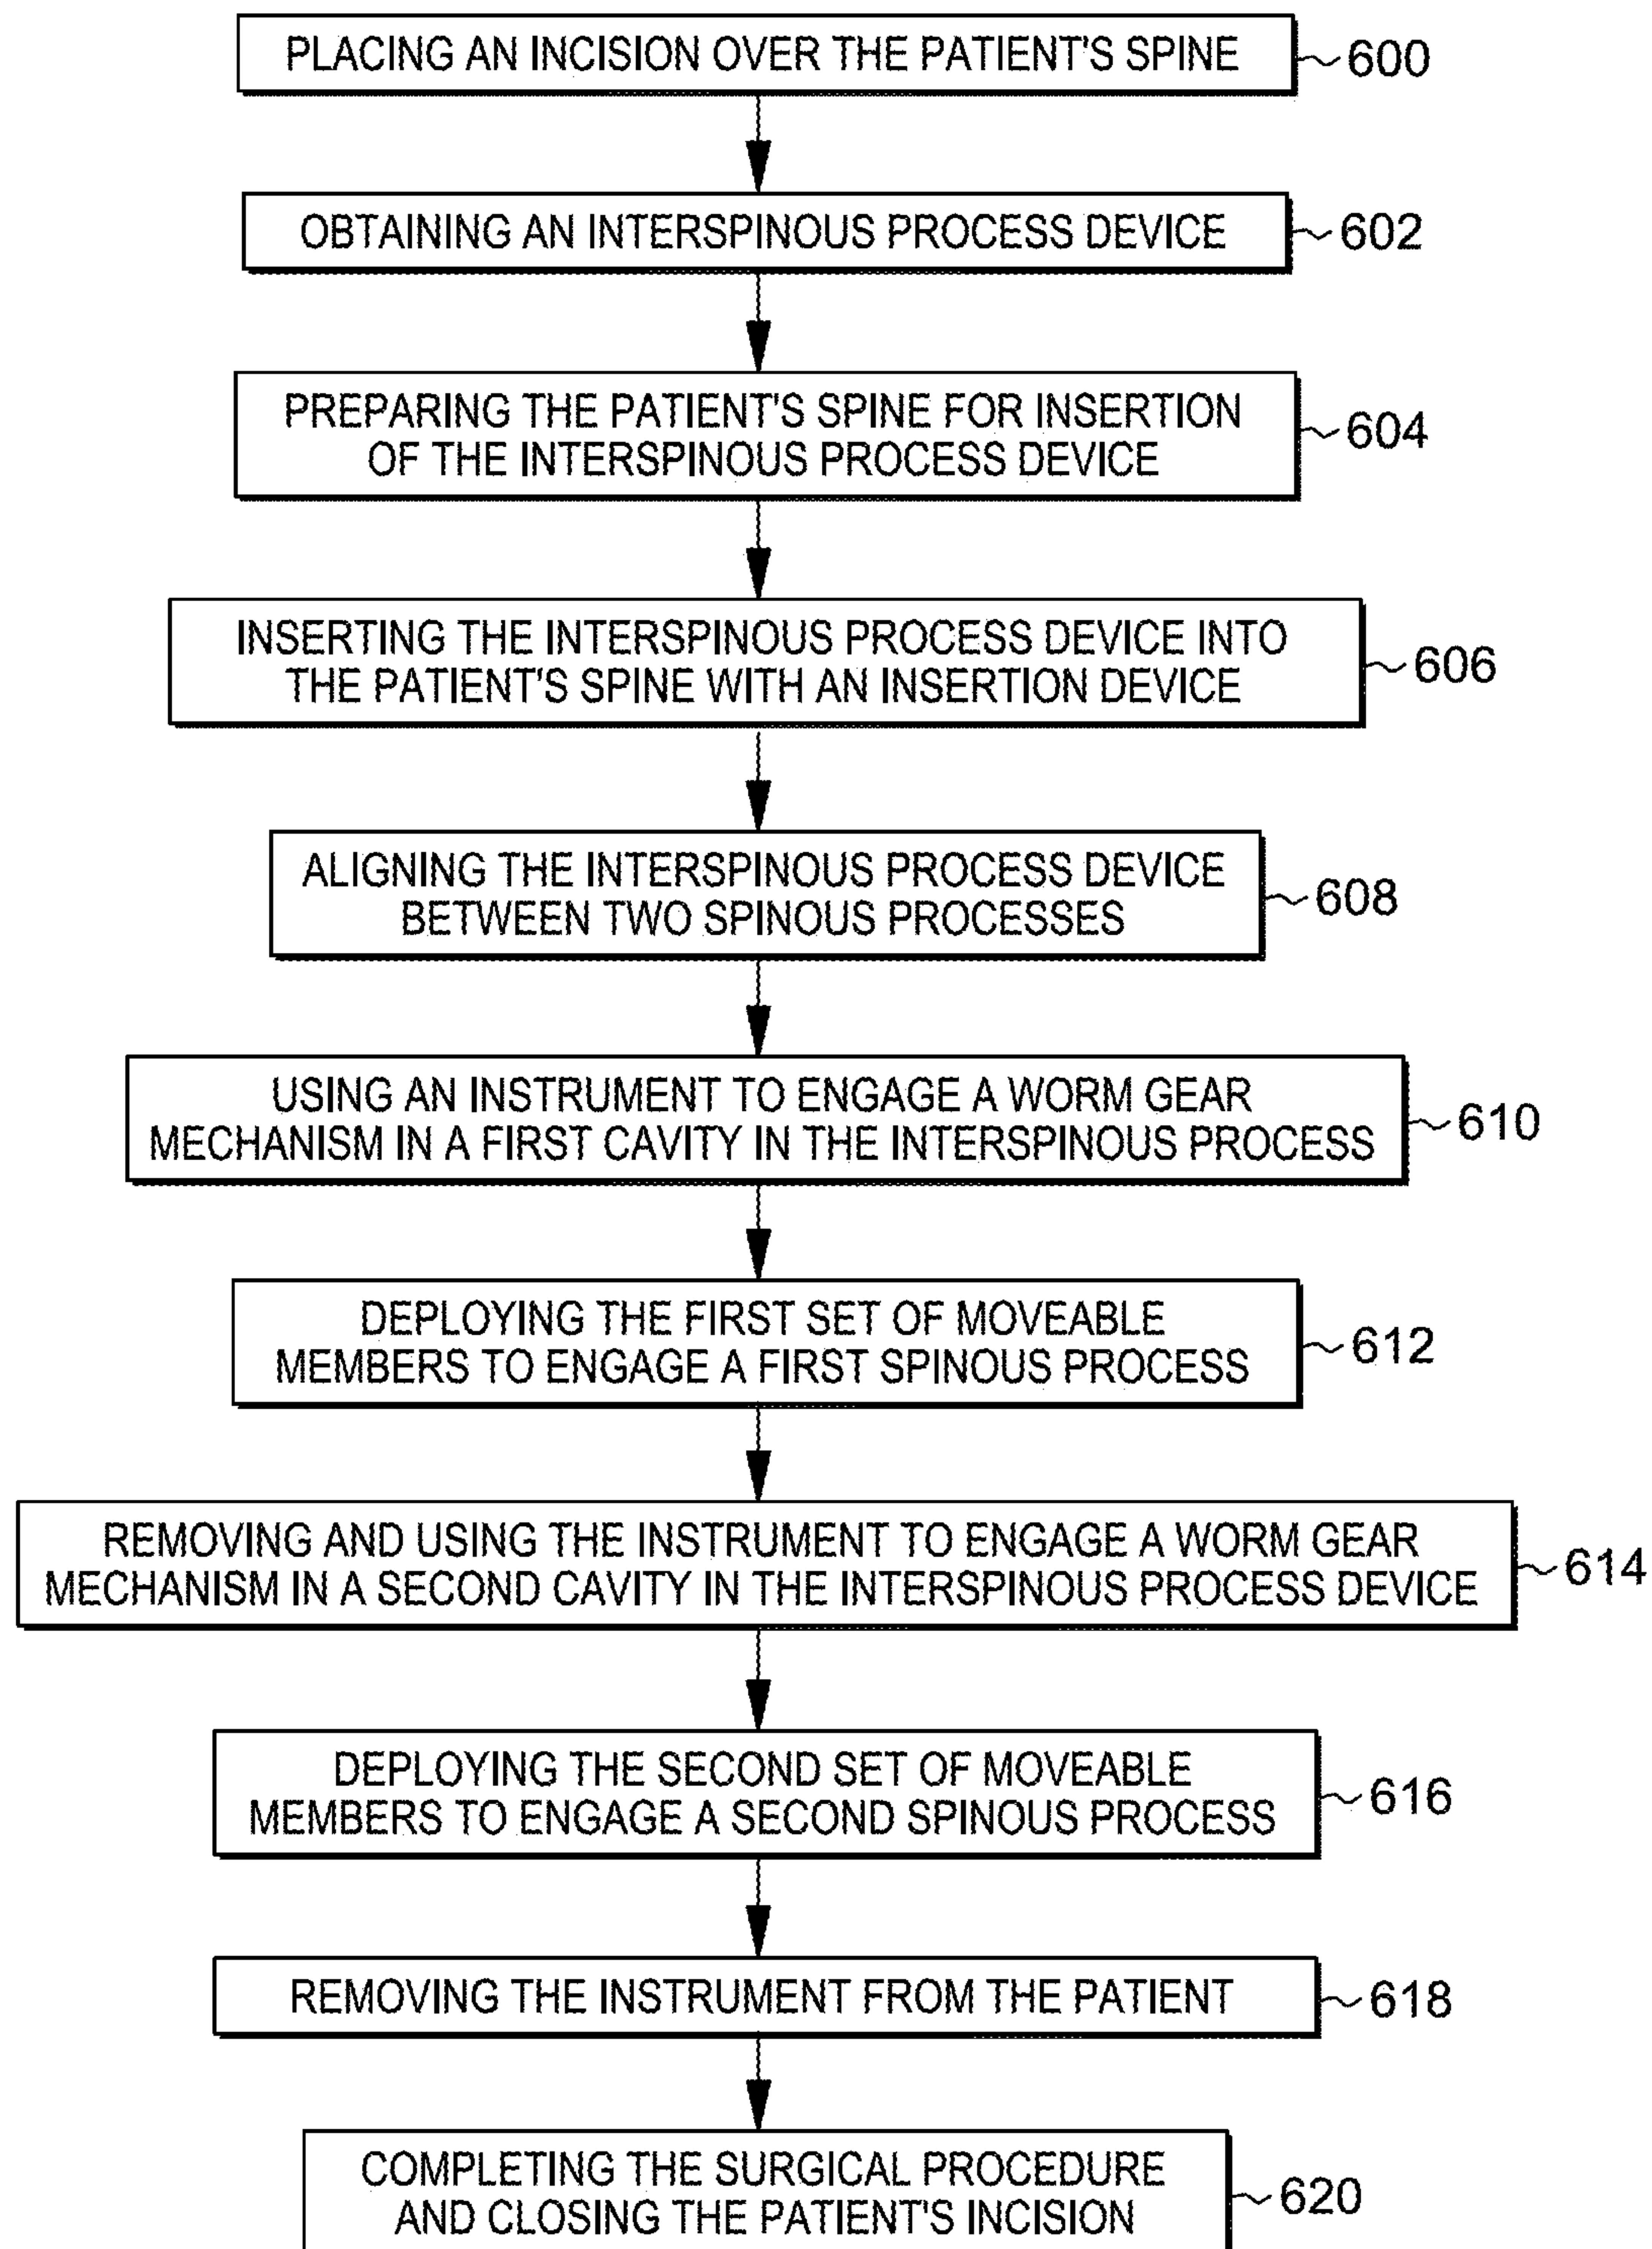 PLACING AN INCISION OVER THE PATIENT'S SPINE
600
OBTAINING AN INTERSPINOUS PROCESS DEVICE
602
PREPARING THE PATIENT'S SPINE FOR INSERTION
OF THE INTERSPINOUS PROCESS DEVICE
604
INSERTING THE INTERSPINOUS PROCESS DEVICE INTO
THE PATIENT'S SPINE WITH AN INSERTION DEVICE
606
ALIGNING THE INTERSPINOUS PROCESS DEVICE
BETWEEN TWO SPINOUS PROCESSES
608
USING AN INSTRUMENT TO ENGAGE A WORM GEAR
MECHANISM IN A FIRST CAVITY IN THE INTERSPINOUS PROCESS
610
DEPLOYING THE FIRST SET OF MOVEABLE
MEMBERS TO ENGAGE A FIRST SPINOUS PROCESS
612
REMOVING AND USING THE INSTRUMENT TO ENGAGE A WORM GEAR
MECHANISM IN A SECOND CAVITY IN THE INTERSPINOUS PROCESS DEVICE
614
DEPLOYING THE SECOND SET OF MOVEABLE
MEMBERS TO ENGAGE A SECOND SPINOUS PROCESS
616
REMOVING THE INSTRUMENT FROM THE PATIENT
618
COMPLETING THE SURGICAL PROCEDURE
AND CLOSING THE PATIENT'S INCISION
620